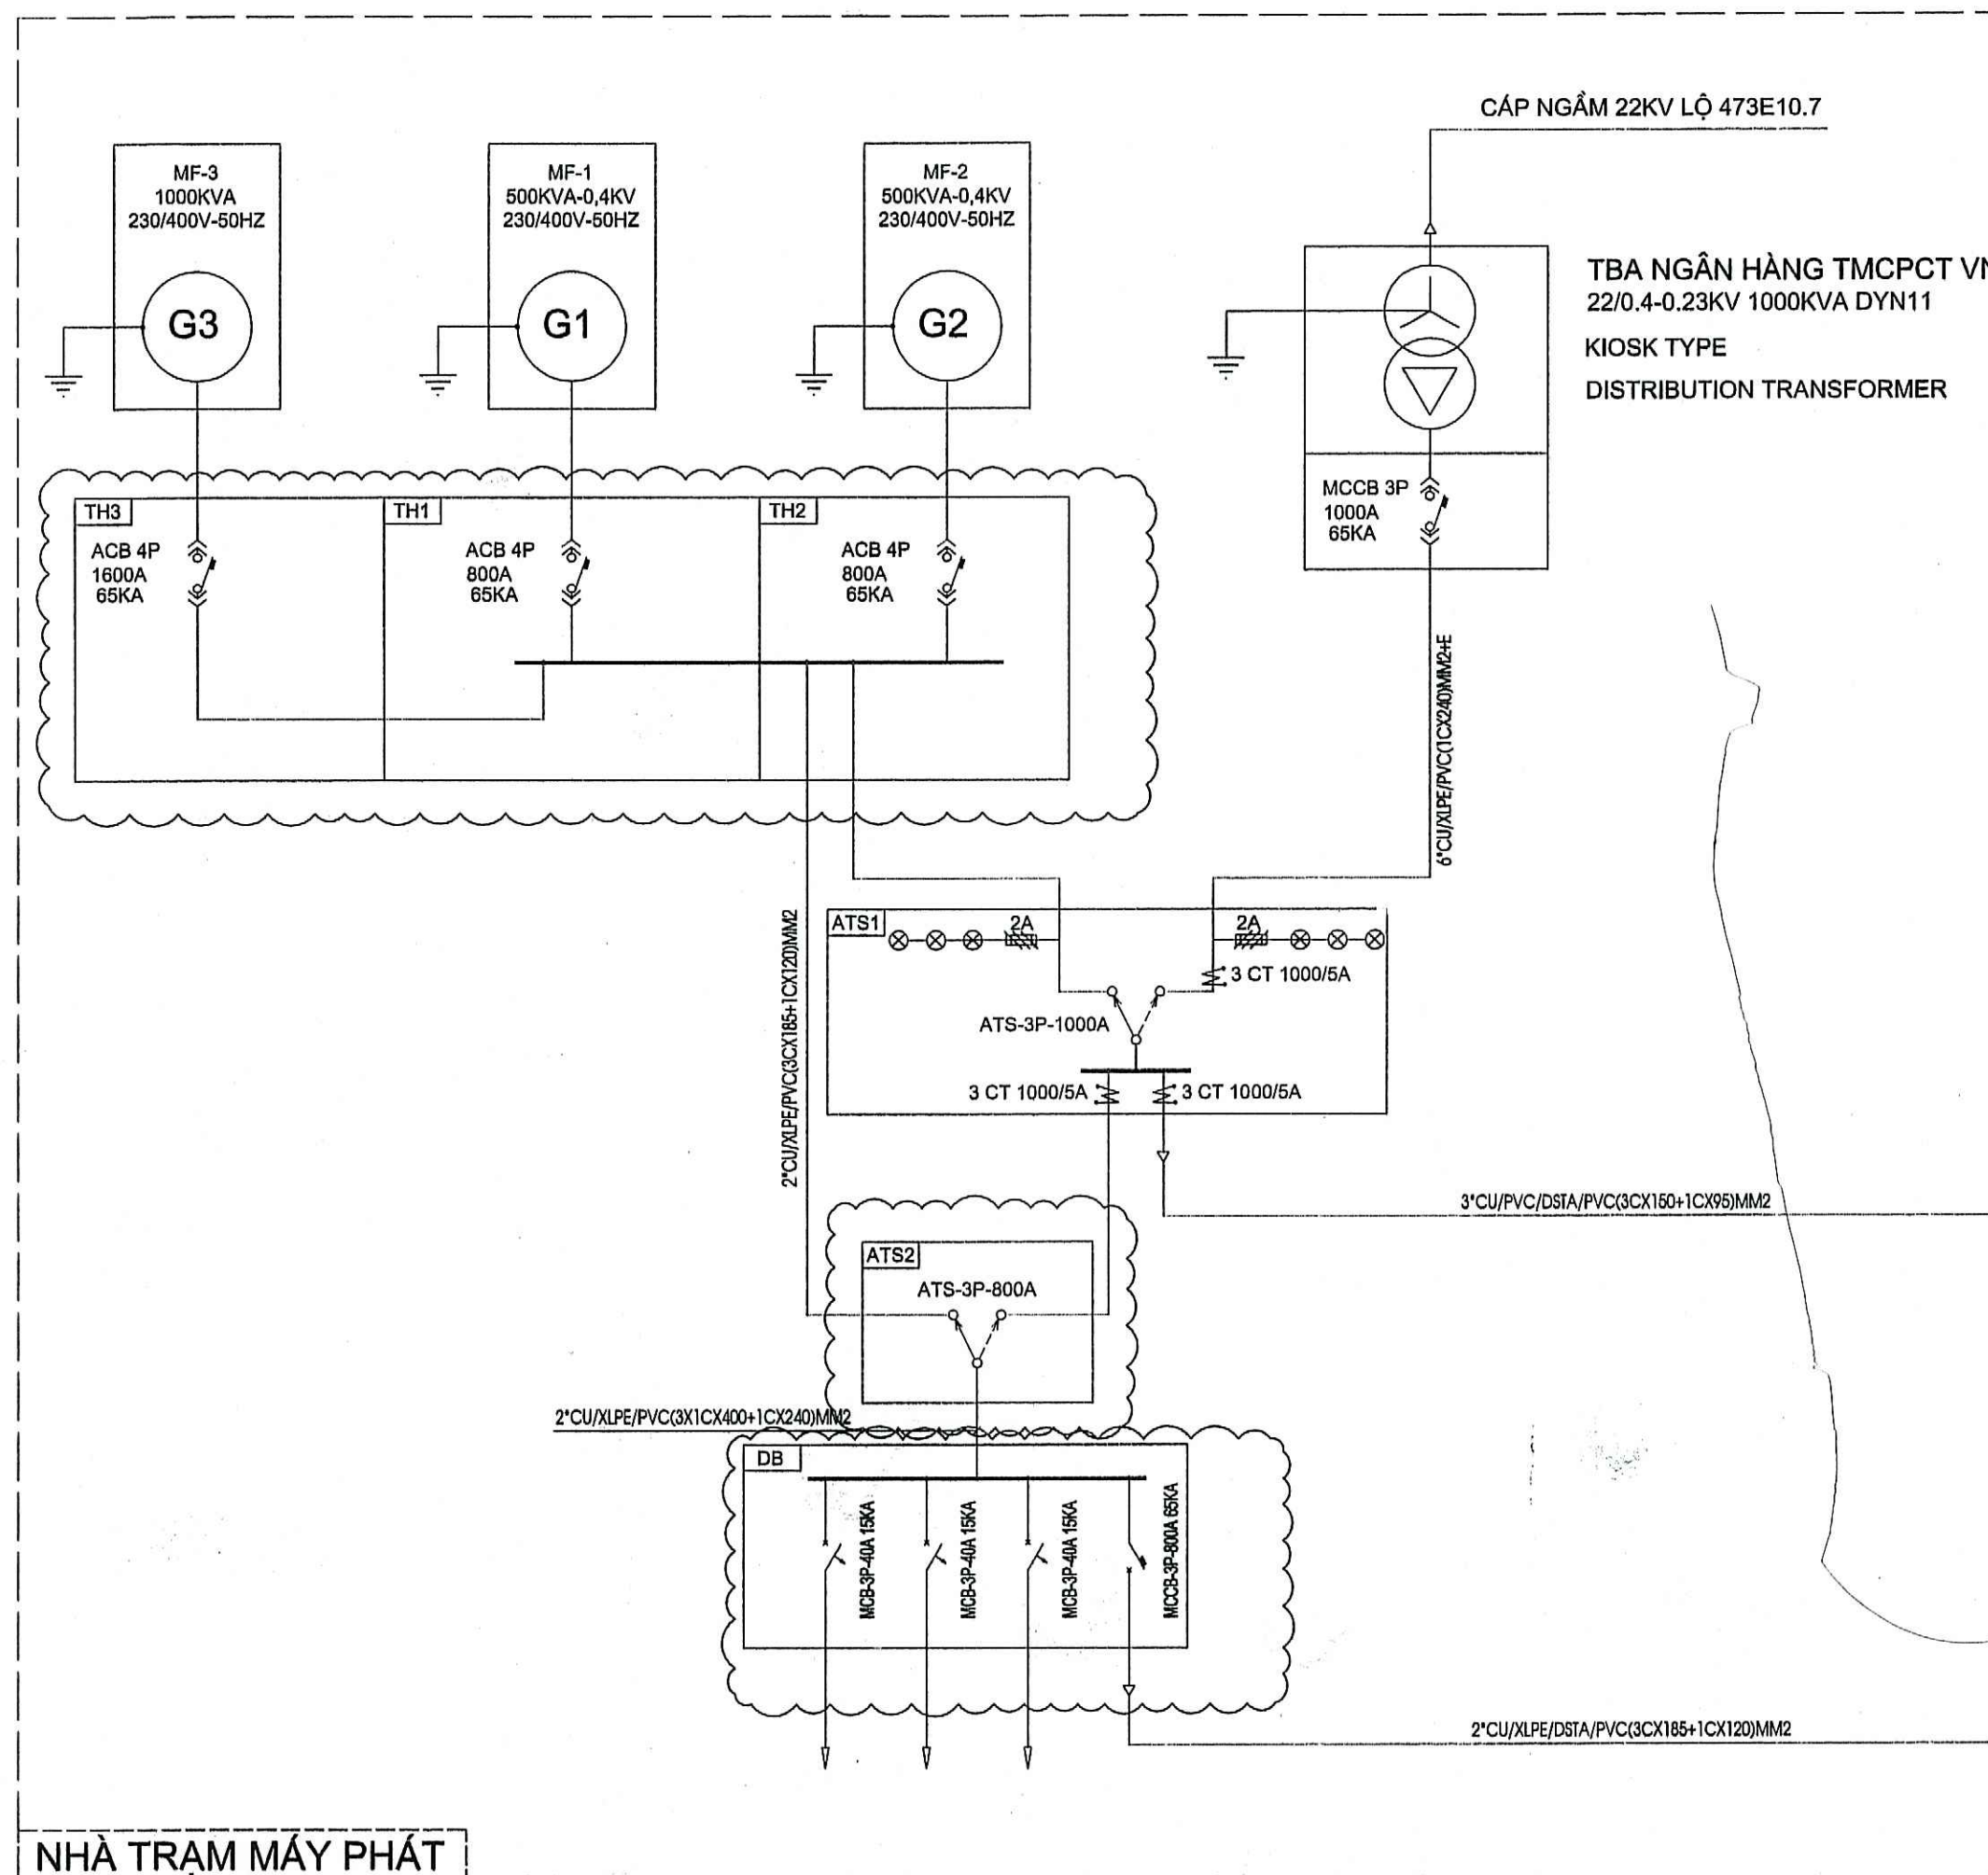 CÁP NGẦM 22KV LỘ 473E10.7
MF-3
1000KVA
230/400V-50HZ
G3
MF-1
500KVA-0,4KV
230/400V-50HZ
G1
MF-2
500KVA-0,4KV
230/400V-50HZ
G2
TBA NGÂN HÀNG TMCPCT VN
22/0.4-0.23KV 1000KVA DYN11
KIOSK TYPE
DISTRIBUTION TRANSFORMER
MCCB 3P
1000A
65KA
TH3
ACB 4P
1600A
65KA
TH1
ACB 4P
800A
65KA
TH2
ACB 4P
800A
65KA
6*CU/XLPE/PVC(1CX240)MM2+E
2*CU/XLPE/PVC(3CX185+1CX120)MM2
ATS1
2A
2A
3 CT 1000/5A
ATS-3P-1000A
3 CT 1000/5A
3 CT 1000/5A
3*CU/PVC/DSTA/PVC(3CX150+1CX95)MM2
ATS2
ATS-3P-800A
2*CU/XLPE/PVC(3X1CX400+1CX240)MM2
DB
MCB-3P-40A 15KA
MCB-3P-40A 15KA
MCB-3P-40A 15KA
MCCB-3P-800A 65KA
2*CU/XLPE/DSTA/PVC(3CX185+1CX120)MM2
NHÀ TRẠM MÁY PHÁT